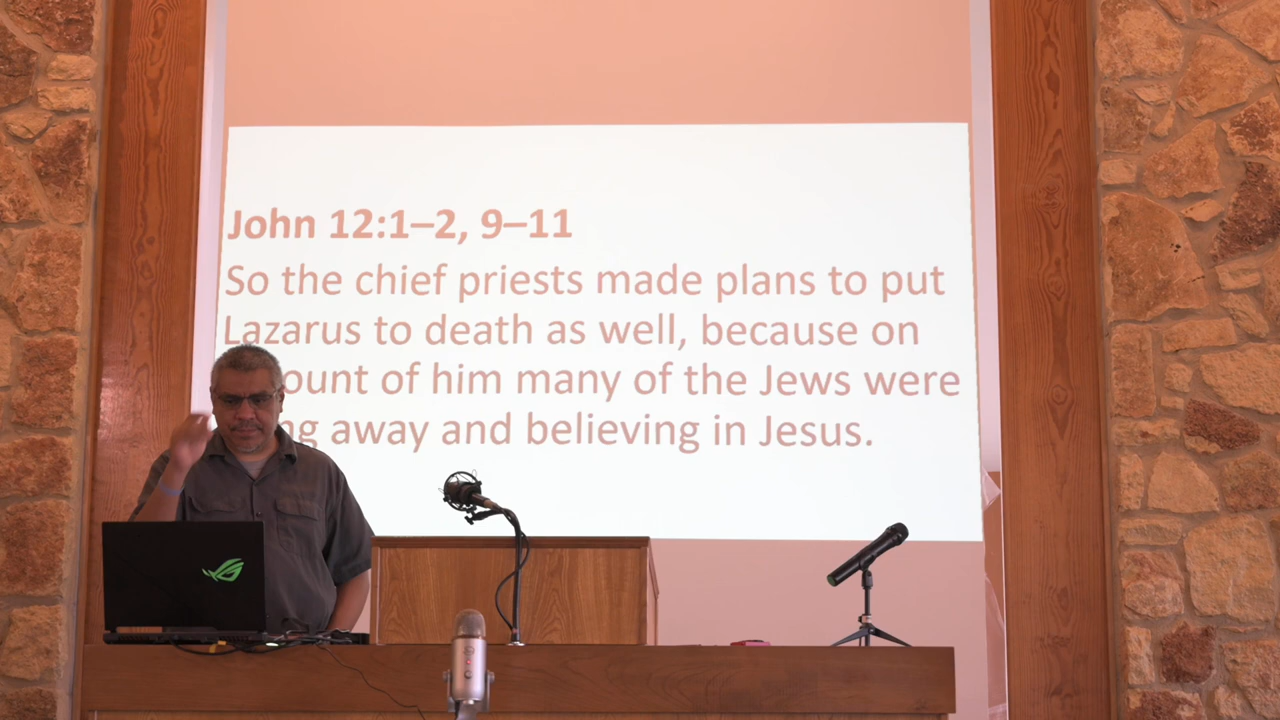 John 12:1–2, 9–11
So the chief priests made plans to put
Lazarus to death as well, because on
ount of him many of the Jews were
ng away and believing in Jesus.